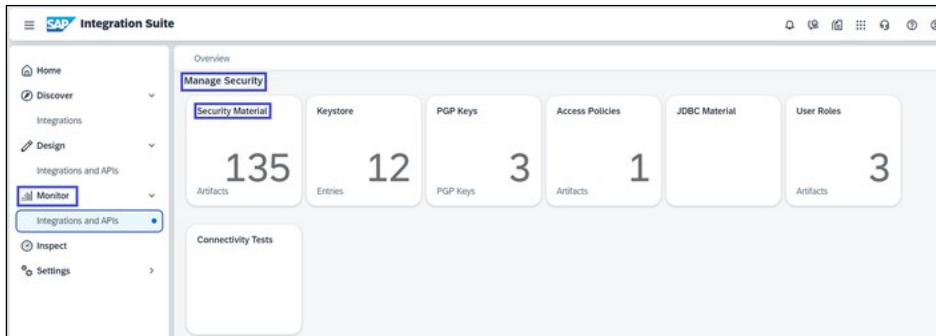 SAP Integration Suite
Home
Discover
Integrations
Design
Integrations and APIs
Monitor
Integrations and APIs
Inspect
Settings
Overview
Manage Security
Security Material
135
Artifacts
Keystore
12
Entries
PGP Keys
3
PGP Keys
Access Policies
1
Artifacts
JDBC Material
User Roles
3
Artifacts
Connectivity Tests